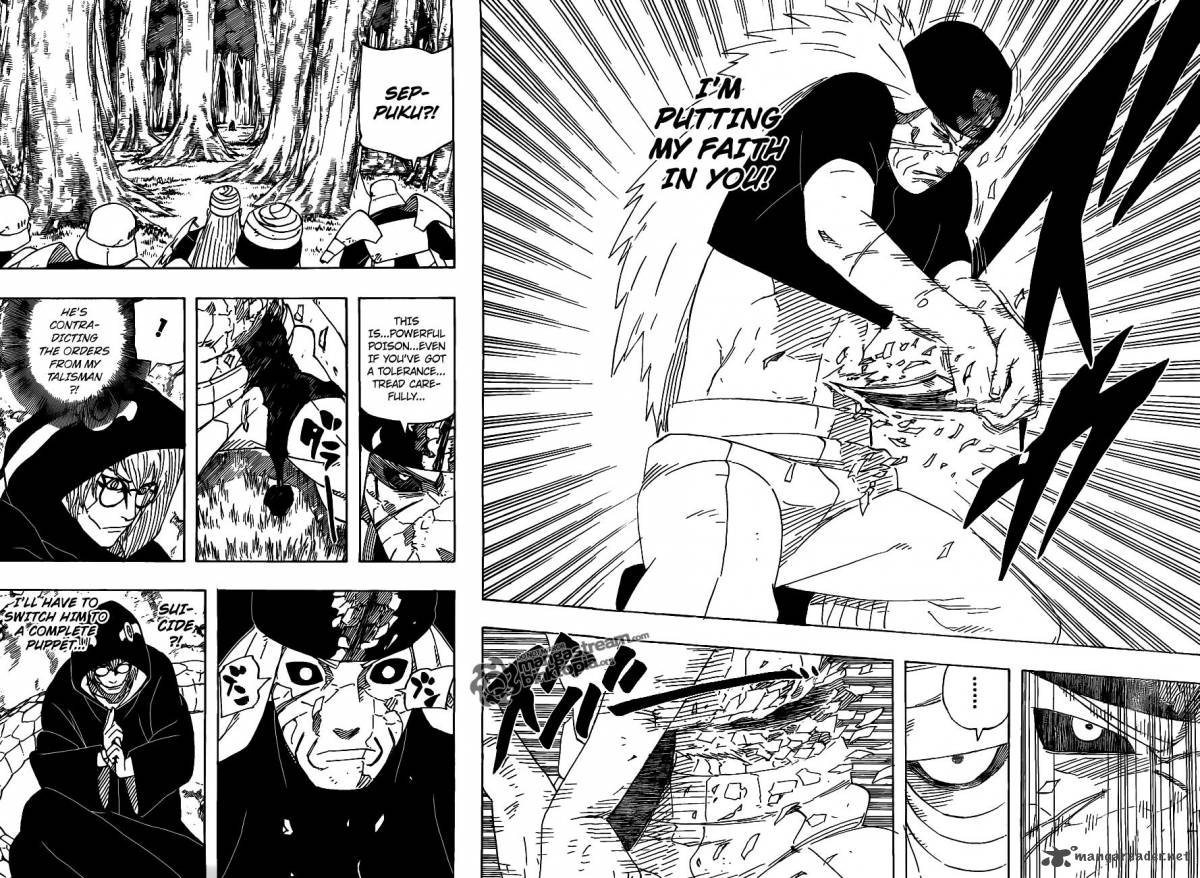 I'M
PUTTING
MY FAITH
IN YOU!
......
SEP-
PUKU?!
THIS
IS...POWERFUL
POISON...EVEN
IF YOU'VE GOT
A TOLERANCE...
TREAD CARE-
FULLY...
!
HE'S
CONTRA-
DICTING
THE ORDERS
FROM MY
TALISMAN
?!
SUI-
CIDE
?!
I'LL HAVE TO
SWITCH HIM TO
A COMPLETE
PUPPET...
mangastream.com
mangareader.net